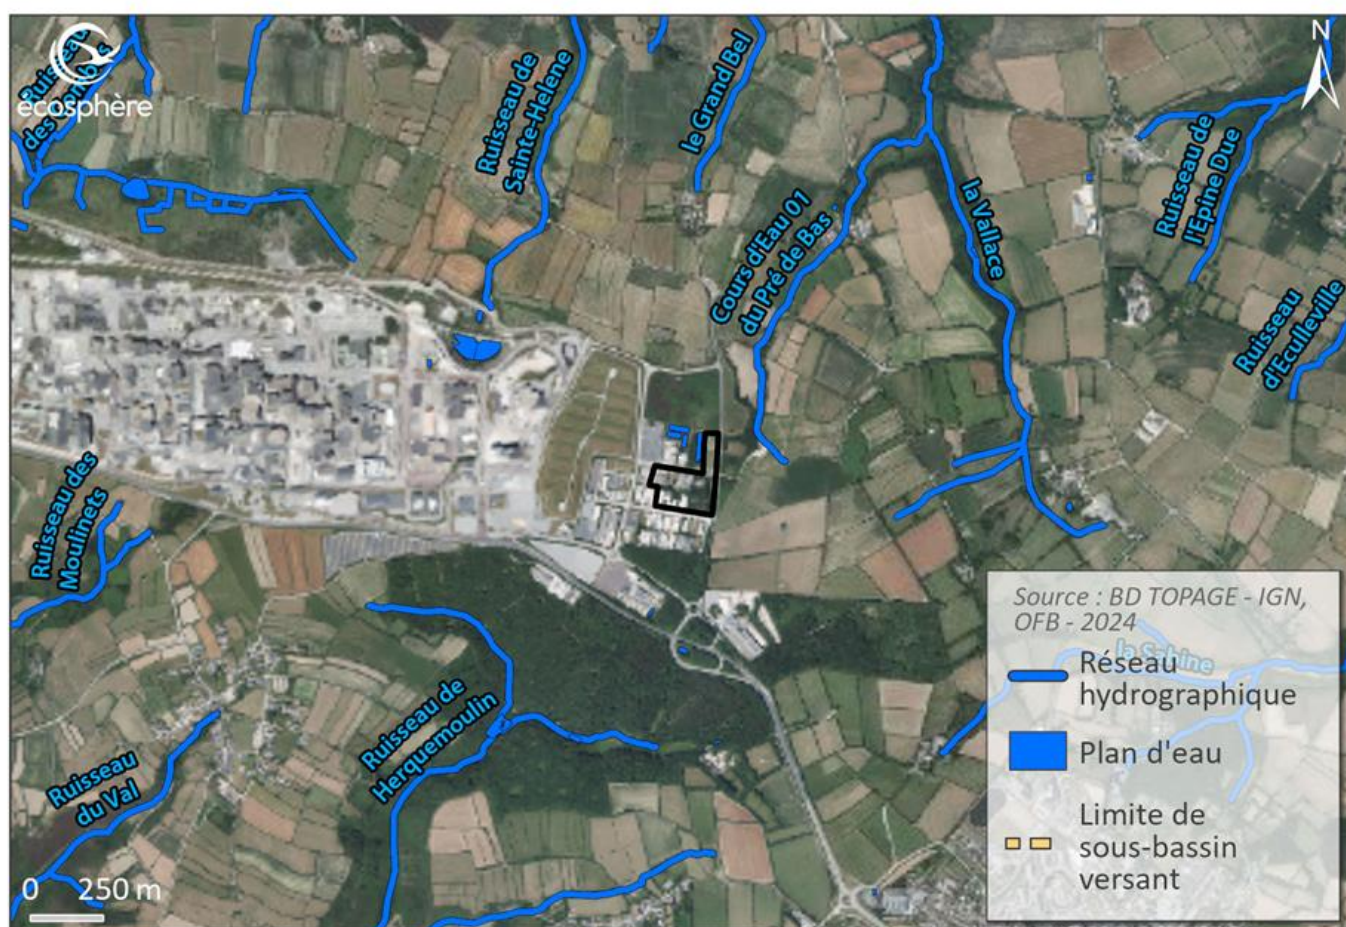 Ruisseau
des Combes
écosphère
Ruisseau de
Sainte-Helene
le Grand Bel
N
Ruisseau de
l'Epine Due
la Vallace
Cours d'Eau 01
du Pré de Bas
Ruisseau
d'Eculleville
Ruisseau des
Moulinets
Ruisseau de
Herquemoulin
Ruisseau
du Val
0 250 m
Source : BD TOPAGE - IGN,
OFB - 2024
la Sabine
Réseau
hydrographique
Plan d'eau
Limite de
sous-bassin
versant